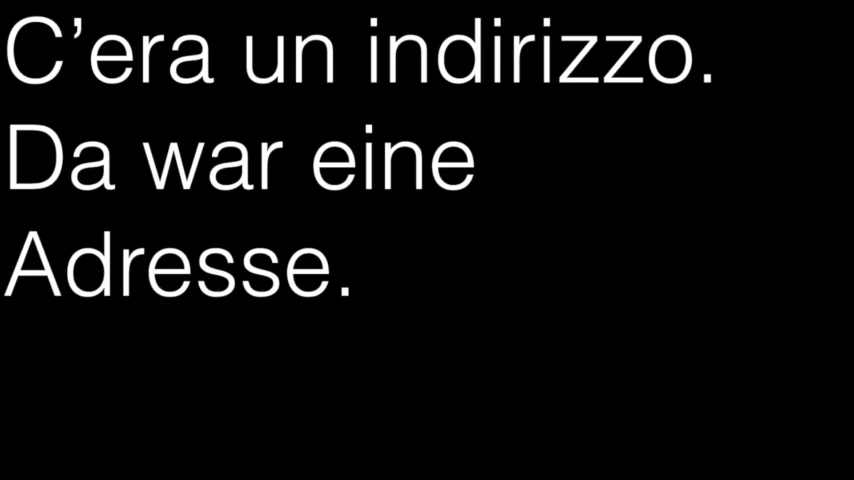 C’era un indirizzo.
Da war eine
Adresse.